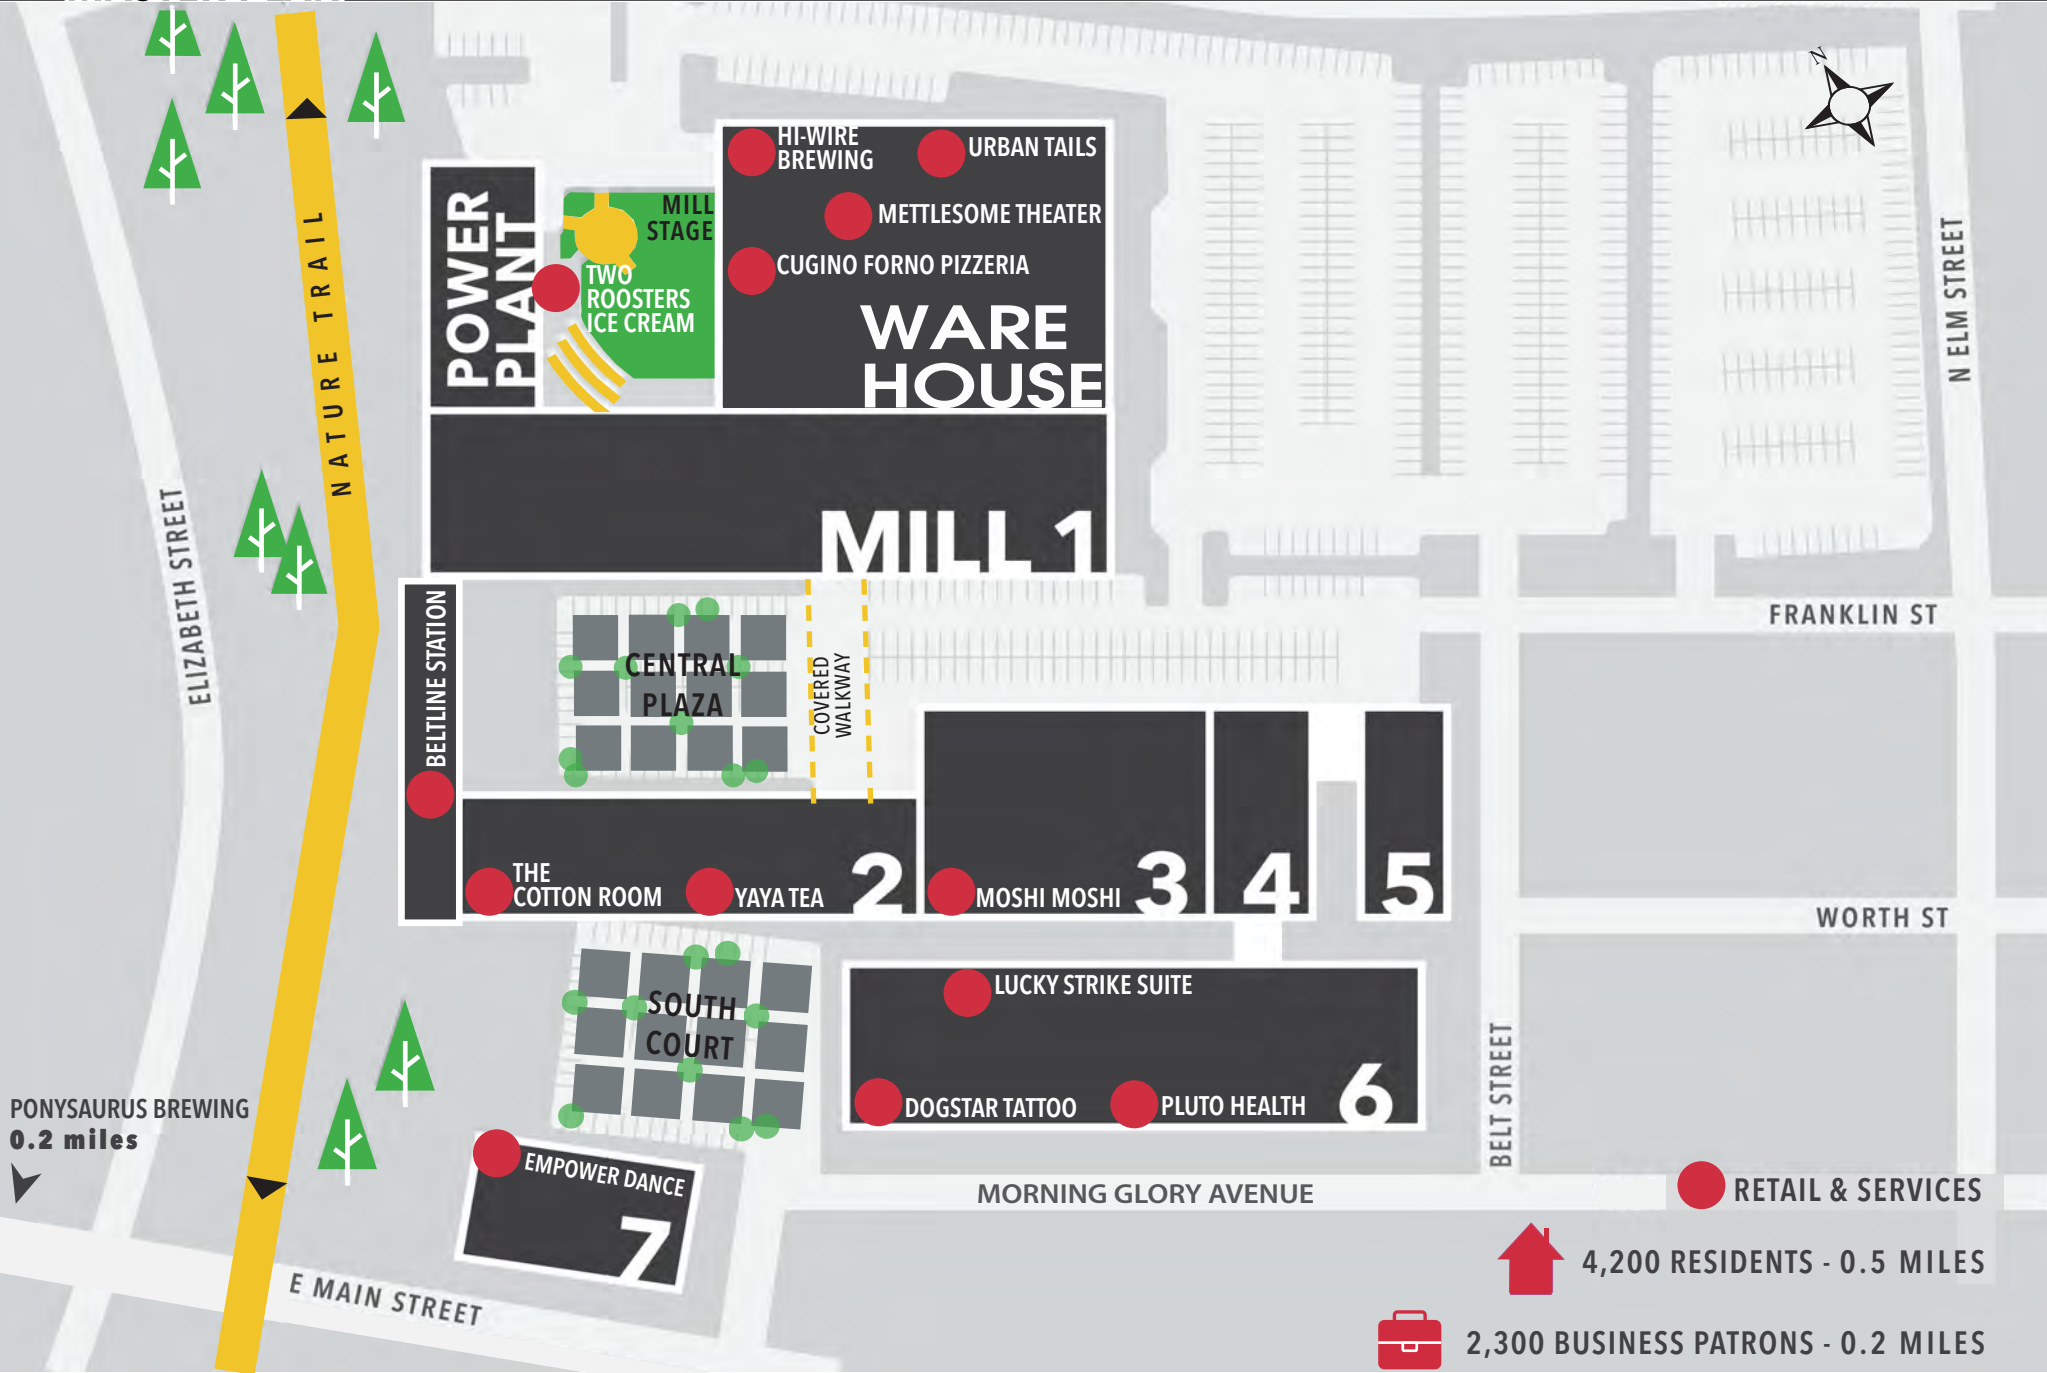 N
HI-WIRE
BREWING
URBAN TAILS
METTLESOME THEATER
CUGINO FORNO PIZZERIA
WARE
HOUSE
POWER
PLANT
MILL
STAGE
TWO
ROOSTERS
ICE CREAM
NATURE TRAIL
N ELM STREET
ELIZABETH STREET
MILL 1
BELTLINE STATION
CENTRAL
PLAZA
COVERED
WALKWAY
FRANKLIN ST
THE
COTTON ROOM
YAYA TEA
2
MOSHI MOSHI
3
4
5
WORTH ST
SOUTH
COURT
LUCKY STRIKE SUITE
DOGSTAR TATTOO
PLUTO HEALTH
6
BELT STREET
PONYSAURUS BREWING
0.2 miles
EMPOWER DANCE
7
MORNING GLORY AVENUE
E MAIN STREET
RETAIL & SERVICES
4,200 RESIDENTS - 0.5 MILES
2,300 BUSINESS PATRONS - 0.2 MILES